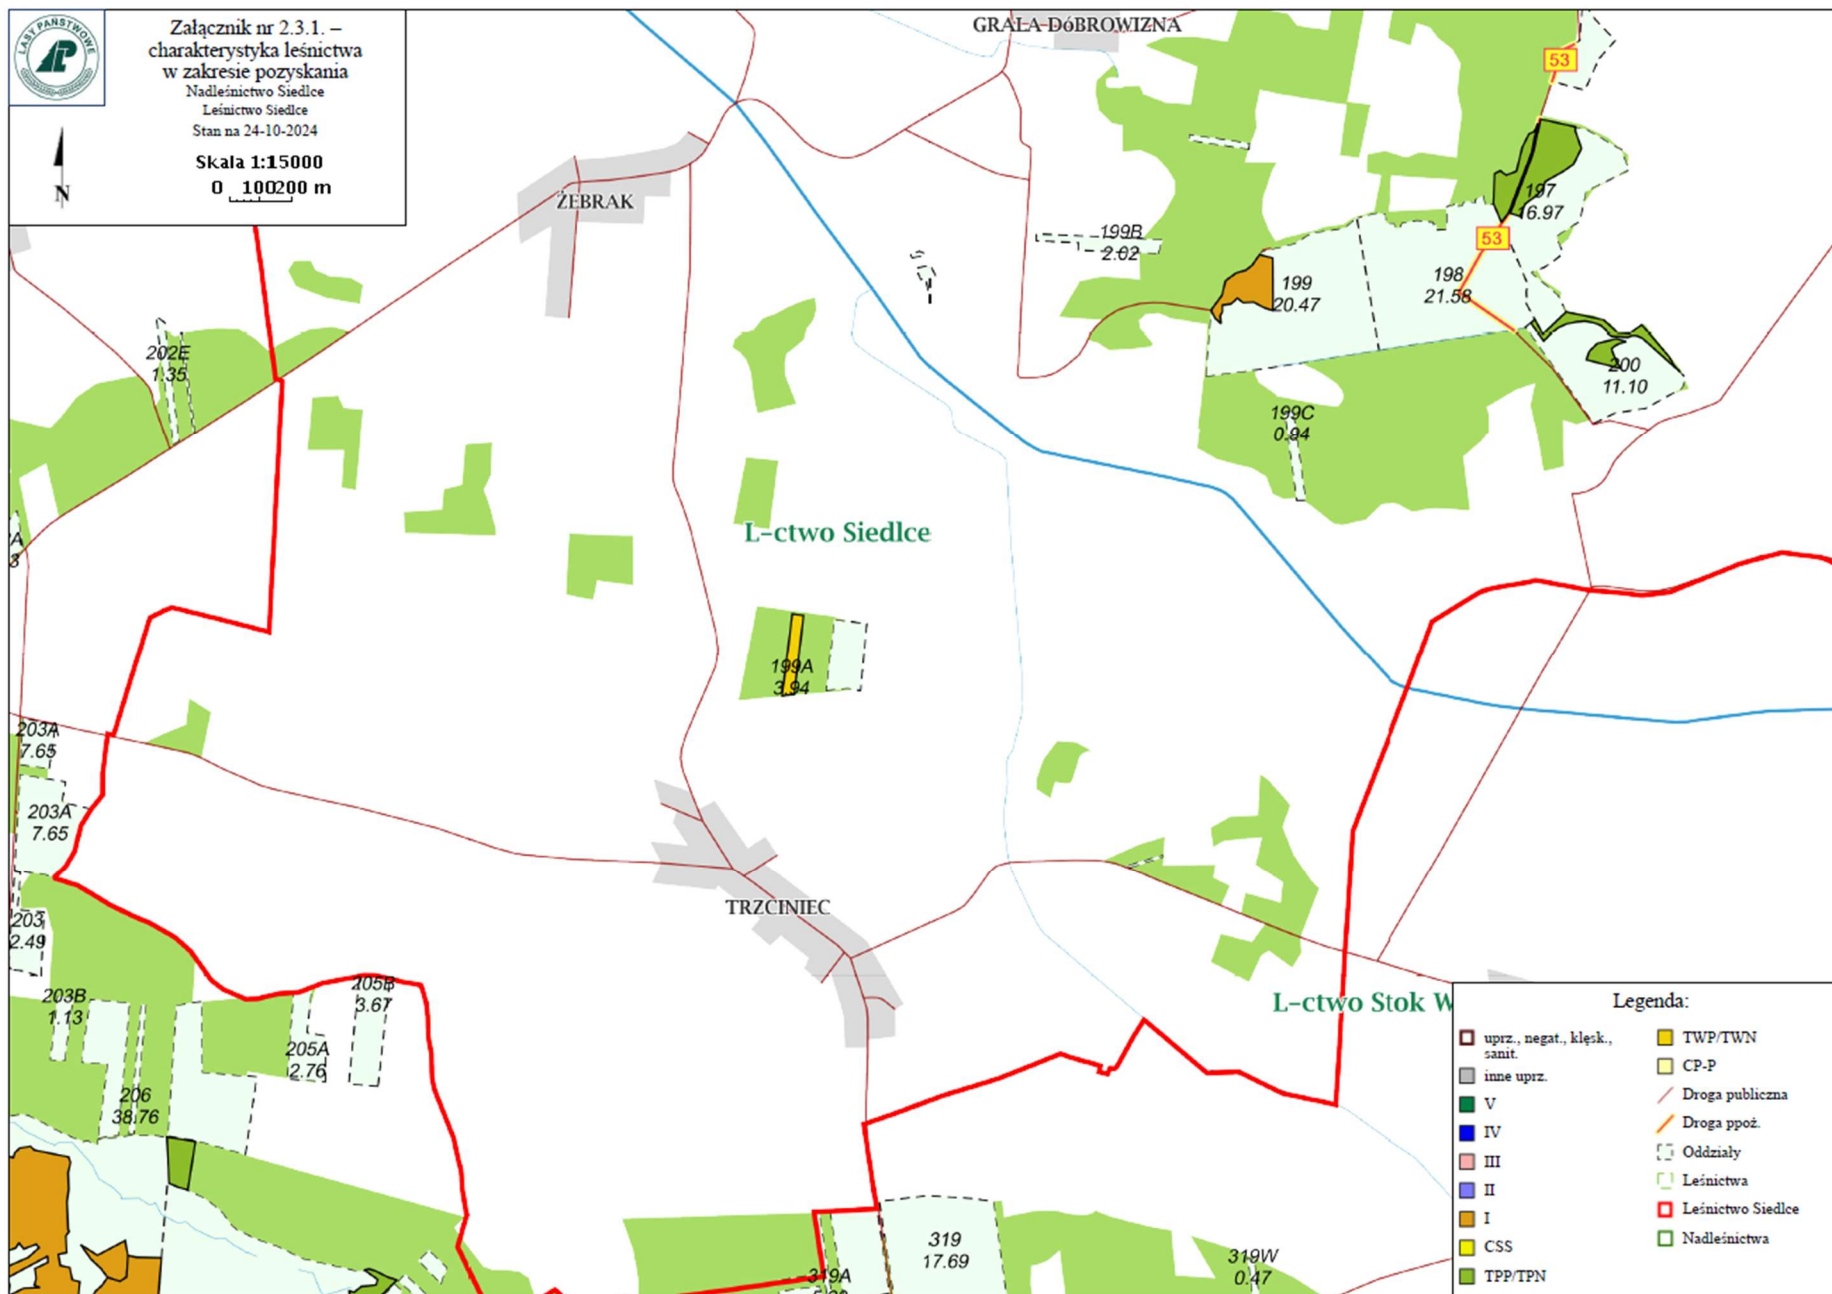 LASY PAŃSTWOWE
Załącznik nr 2.3.1. –
charakterystyka leśnictwa
w zakresie pozyskania
Nadleśnictwo Siedlce
Leśnictwo Siedlce
Stan na 24-10-2024
Skala 1:15000
0 100200 m
N
GRALA DóBROWIZNA
53
ŻEBRAK
197
16.97
199B
2.02
53
199
20.47
198
21.58
202E
1.35
200
11.10
199C
0.94
L-ctwo Siedlce
A
3
199A
3.94
203A
7.65
203A
7.65
TRZCINIEC
203
2.49
203B
1.13
205B
3.67
L-ctwo Stok W
205A
2.76
206
38.76
319
17.69
319A
319W
0.47
Legenda:
uprz., negat., klęsk.,
sanit.
inne uprz.
V
IV
III
II
I
CSS
TPP/TPN
TWP/TWN
CP-P
Droga publiczna
Droga ppoż.
Oddziały
Leśnictwa
Leśnictwo Siedlce
Nadleśnictwa